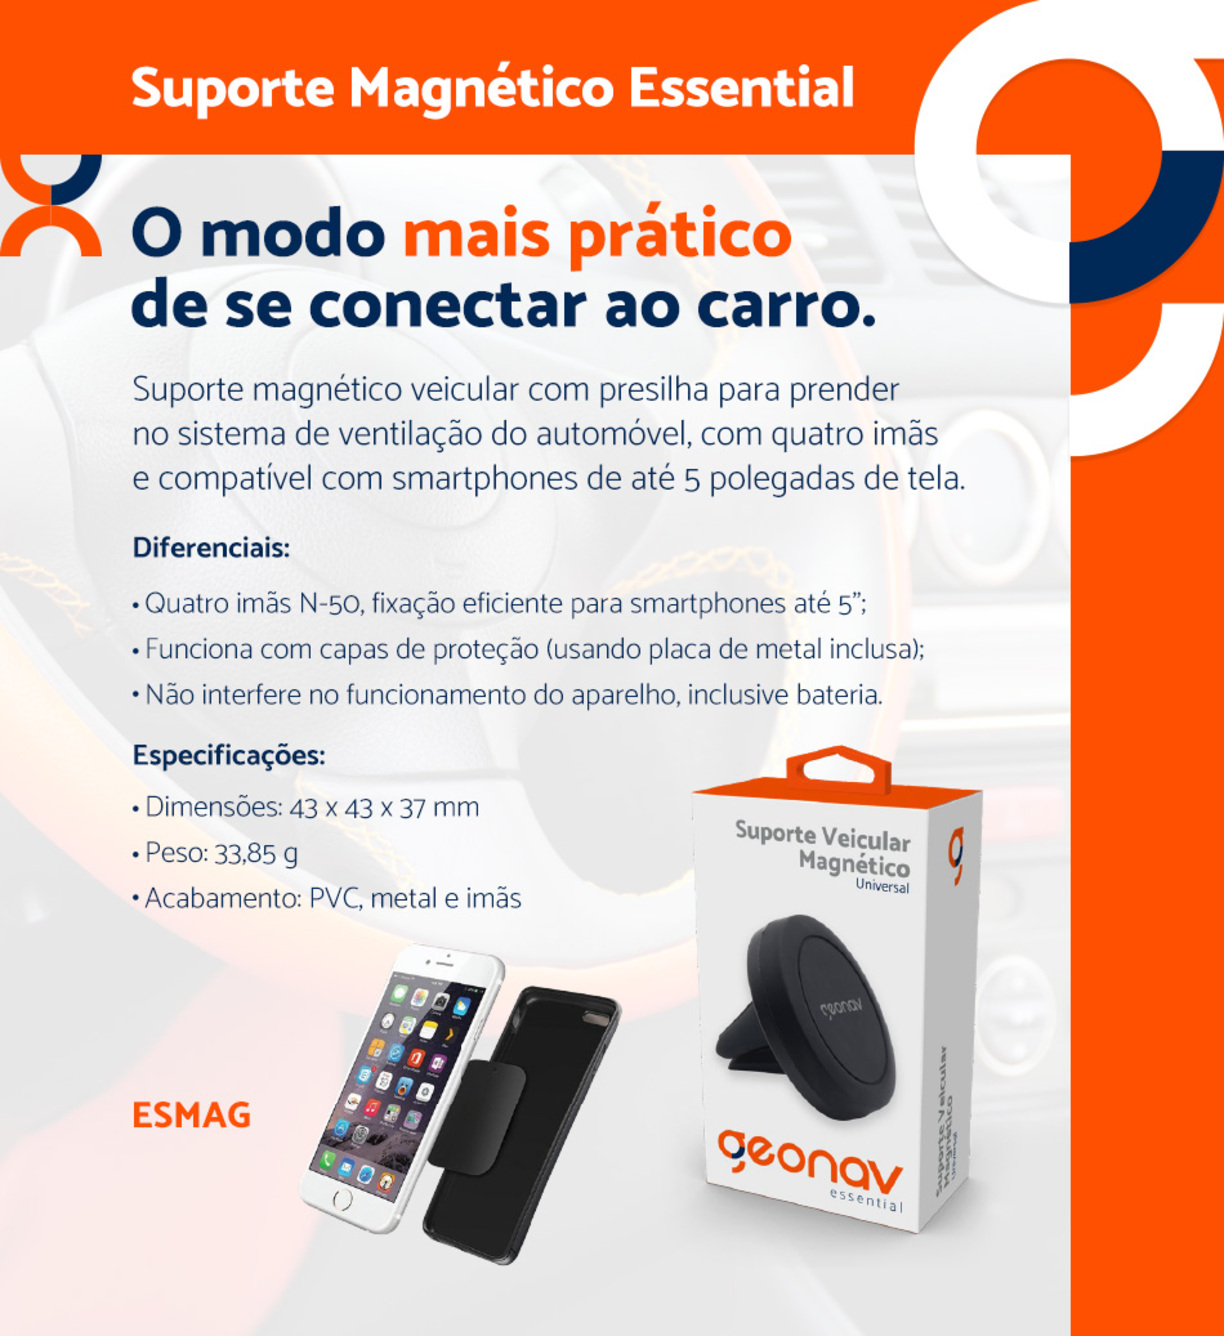 Suporte Magnético Essential
O modo mais prático
de se conectar ao carro.
Suporte magnético veicular com presilha para prender
no sistema de ventilação do automóvel, com quatro imãs
e compatível com smartphones de até 5 polegadas de tela.
Diferenciais:
• Quatro imãs N-50, fixação eficiente para smartphones até 5”;
• Funciona com capas de proteção (usando placa de metal inclusa);
• Não interfere no funcionamento do aparelho, inclusive bateria.
Especificações:
• Dimensões: 43 x 43 x 37 mm
• Peso: 33,85 g
• Acabamento: PVC, metal e imãs
ESMAG
Suporte Veicular
Magnético
Universal
geonav
geonav
essential
Suporte Veicular
Magnético
Universal